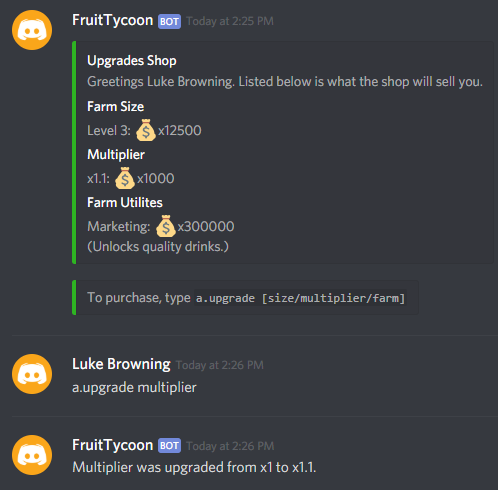 FruitTycoon BOT Today at 2:25 PM
Upgrades Shop
Greetings Luke Browning. Listed below is what the shop will sell you.
Farm Size
Level 3: 💰x12500
Multiplier
x1.1: 💰x1000
Farm Utilites
Marketing: 💰x300000
(Unlocks quality drinks.)
To purchase, type a.upgrade [size/multiplier/farm]
Luke Browning Today at 2:26 PM
a.upgrade multiplier
FruitTycoon BOT Today at 2:26 PM
Multiplier was upgraded from x1 to x1.1.